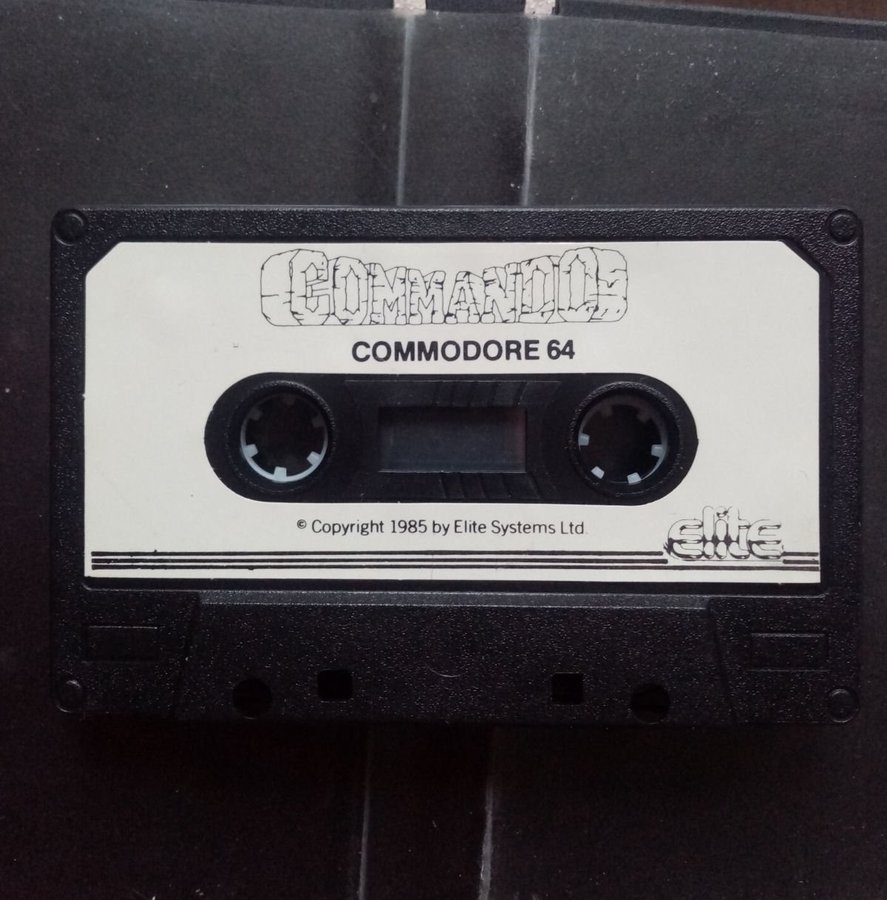 COMMANDO
COMMODORE 64
© Copyright 1985 by Elite Systems Ltd.
elite